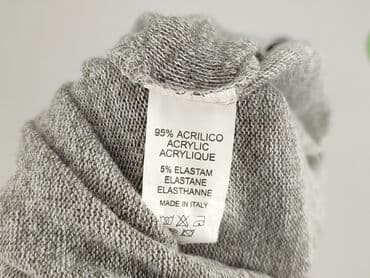 95% ACRILICO
ACRYLIC
ACRYLIQUE
5% ELASTAM
ELASTANE
ELASTHANNE
MADE IN ITALY